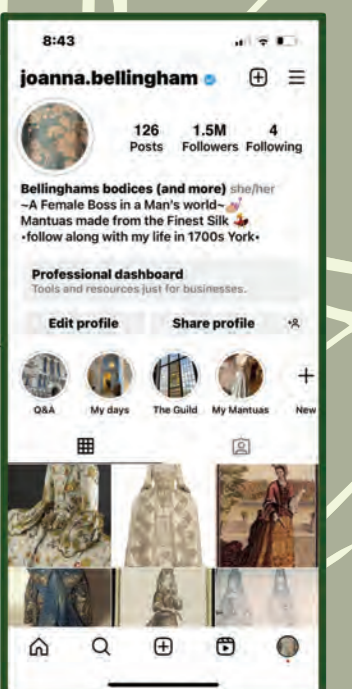 8:43
joanna.bellingham
126 1.5M 4
Posts Followers Following
Bellinghams bodices (and more) she/her
~A Female Boss in a Man's world~💅
Mantuas made from the Finest Silk 💃
•follow along with my life in 1700s York•
Professional dashboard
Tools and resources just for businesses.
Edit profile Share profile
Q&A My days The Guild My Mantuas New